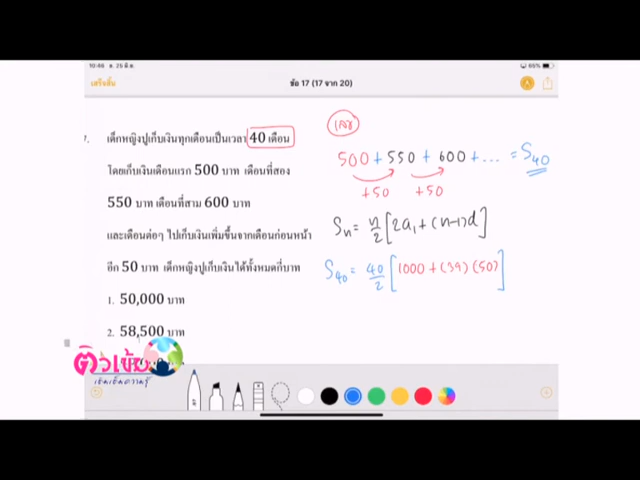 10:46 อ. 25 มี.ค.
65%
เสร็จสิ้น
ข้อ 17 (17 จาก 20)
7. เด็กหญิงปูเก็บเงินทุกเดือนเป็นเวลา 40 เดือน
โดยเก็บเงินเดือนแรก 500 บาท เดือนที่สอง
550 บาท เดือนที่สาม 600 บาท
และเดือนต่อๆ ไปเก็บเงินเพิ่มขึ้นจากเดือนก่อนหน้า
อีก 50 บาท เด็กหญิงปูเก็บเงินได้ทั้งหมดกี่บาท
1. 50,000 บาท
2. 58,500 บาท
เลข
500 + 550 + 600 + ... = S₄₀
+50 +50
Sₙ = n/2 [2a₁ + (n-1)d]
S₄₀ = 40/2 [1000 + (39)(50)]
ติวเข้ม